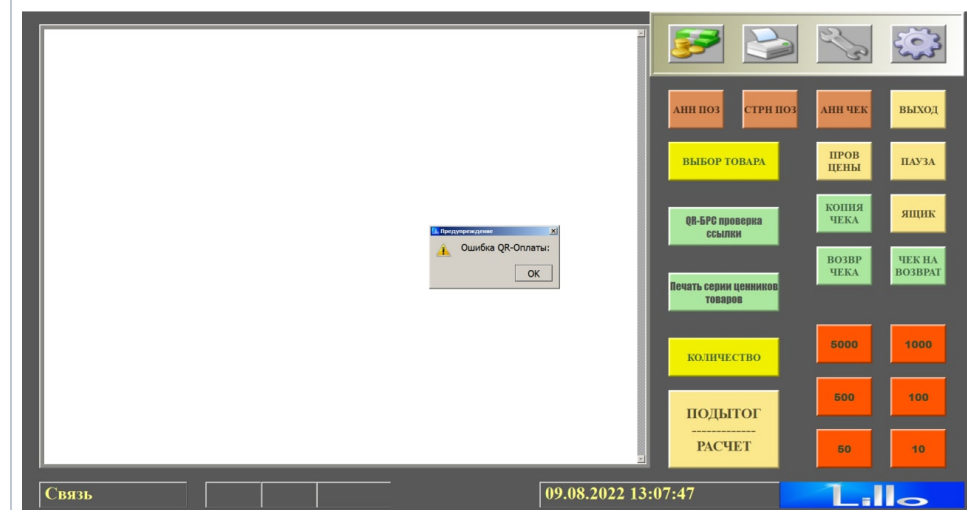 АНН ПОЗ
СТРН ПОЗ
АНН ЧЕК
ВЫХОД
ВЫБОР ТОВАРА
ПРОВ
ЦЕНЫ
ПАУЗА
QR-БРС проверка
ссылки
КОПИЯ
ЧЕКА
ЯЩИК
Предупреждение
Ошибка QR-Оплаты:
OK
ВОЗВР
ЧЕКА
ЧЕК НА
ВОЗВРАТ
Печать серии ценников
товаров
КОЛИЧЕСТВО
5000
1000
ПОДЫТОГ
-------------
РАСЧЕТ
500
100
50
10
Связь
09.08.2022 13:07:47
Lillo